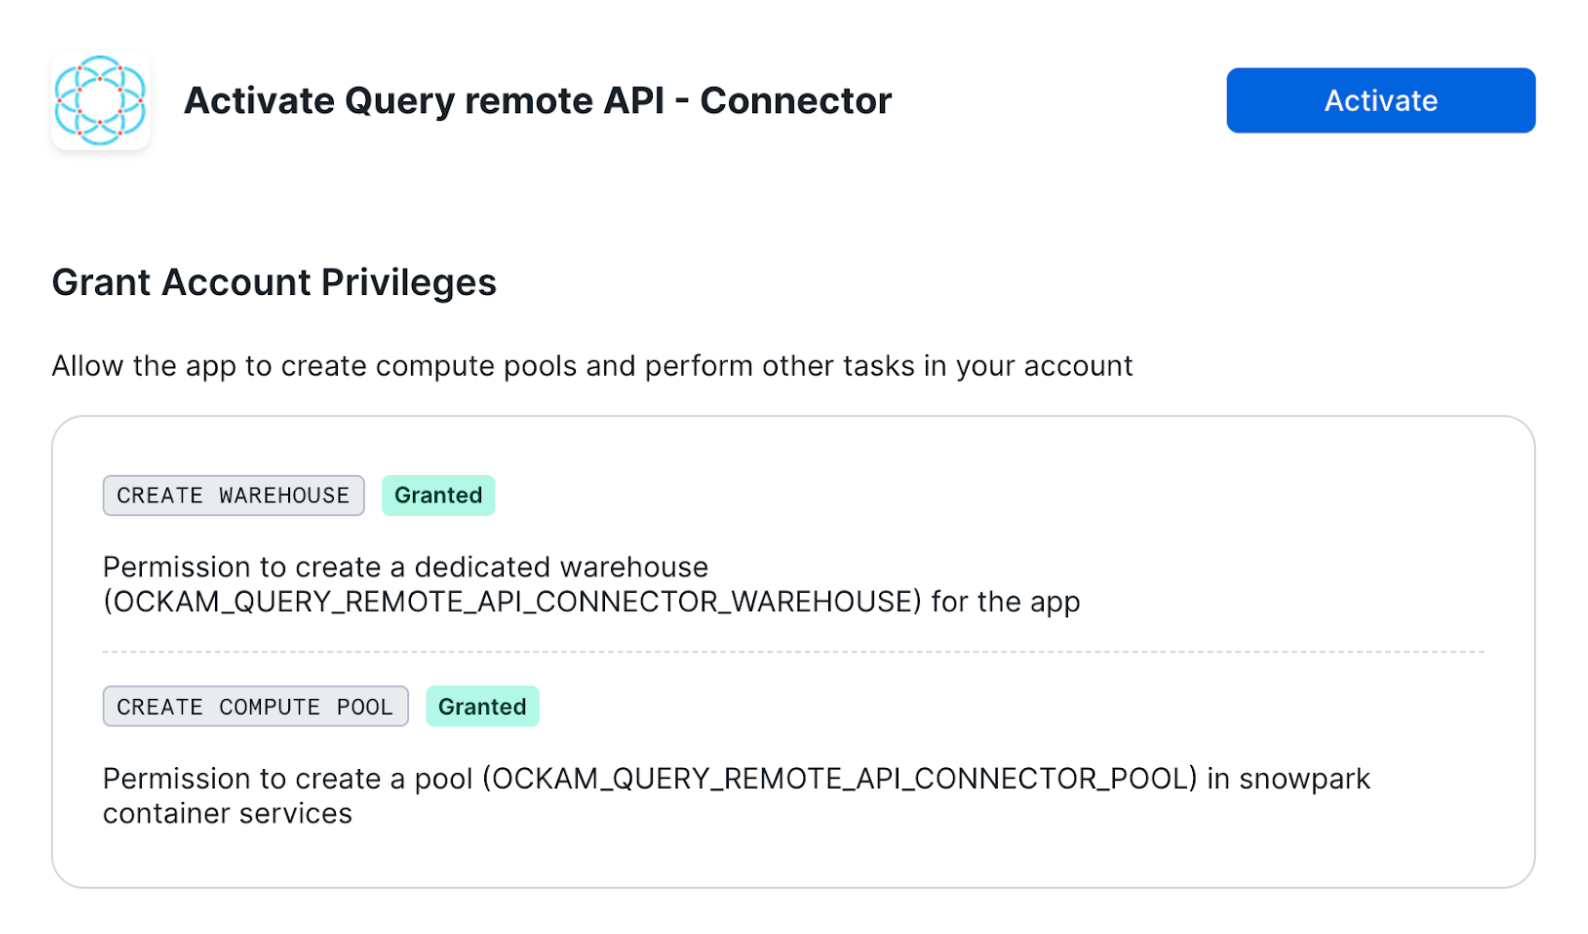 Activate Query remote API - Connector
Activate
Grant Account Privileges
Allow the app to create compute pools and perform other tasks in your account
CREATE WAREHOUSE Granted
Permission to create a dedicated warehouse
(OCKAM_QUERY_REMOTE_API_CONNECTOR_WAREHOUSE) for the app
CREATE COMPUTE POOL Granted
Permission to create a pool (OCKAM_QUERY_REMOTE_API_CONNECTOR_POOL) in snowpark
container services